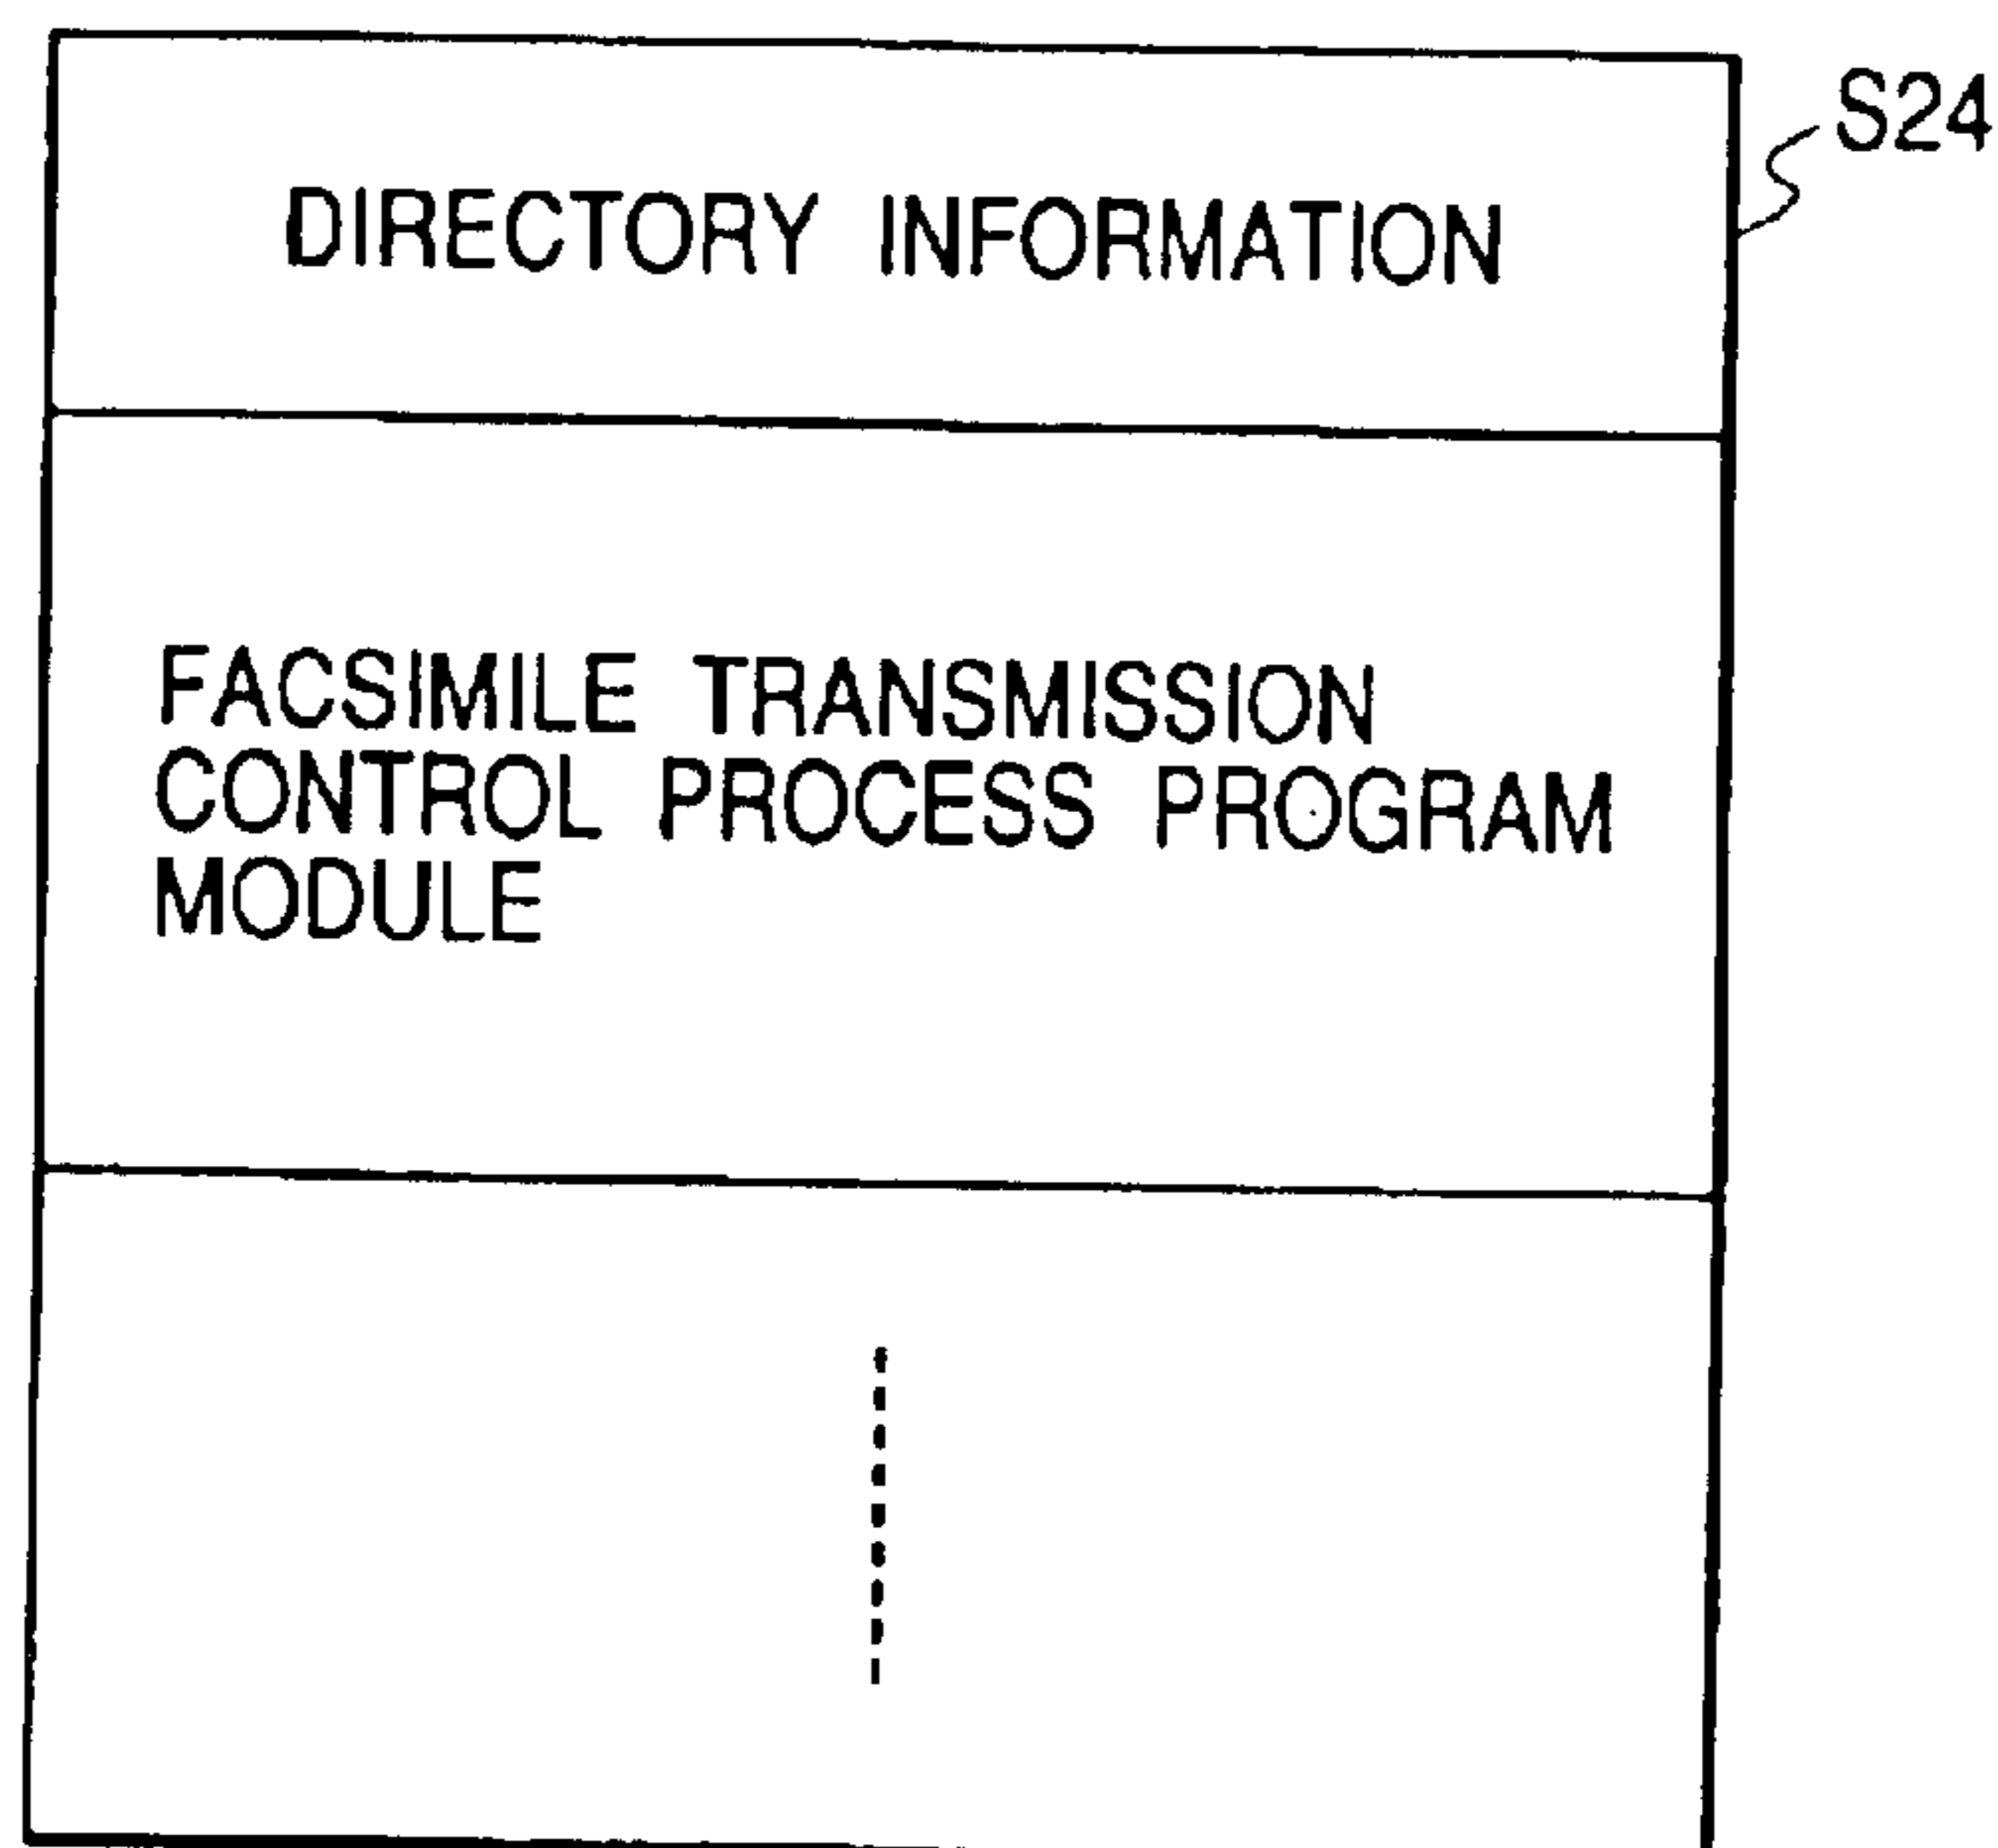 S24
DIRECTORY INFORMATION
FACSIMILE TRANSMISSION
CONTROL PROCESS PROGRAM
MODULE